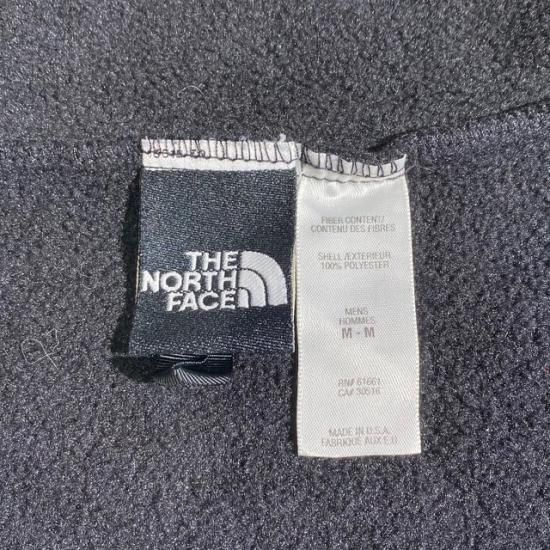 THE
NORTH
FACE
FIBER CONTENT/
CONTENU DES FIBRES
SHELL/EXTERIEUR
100% POLYESTER
MENS
HOMMES
M - M
RN# 61661
CA# 30516
MADE IN U.S.A.
FABRIQUE AUX E.U.